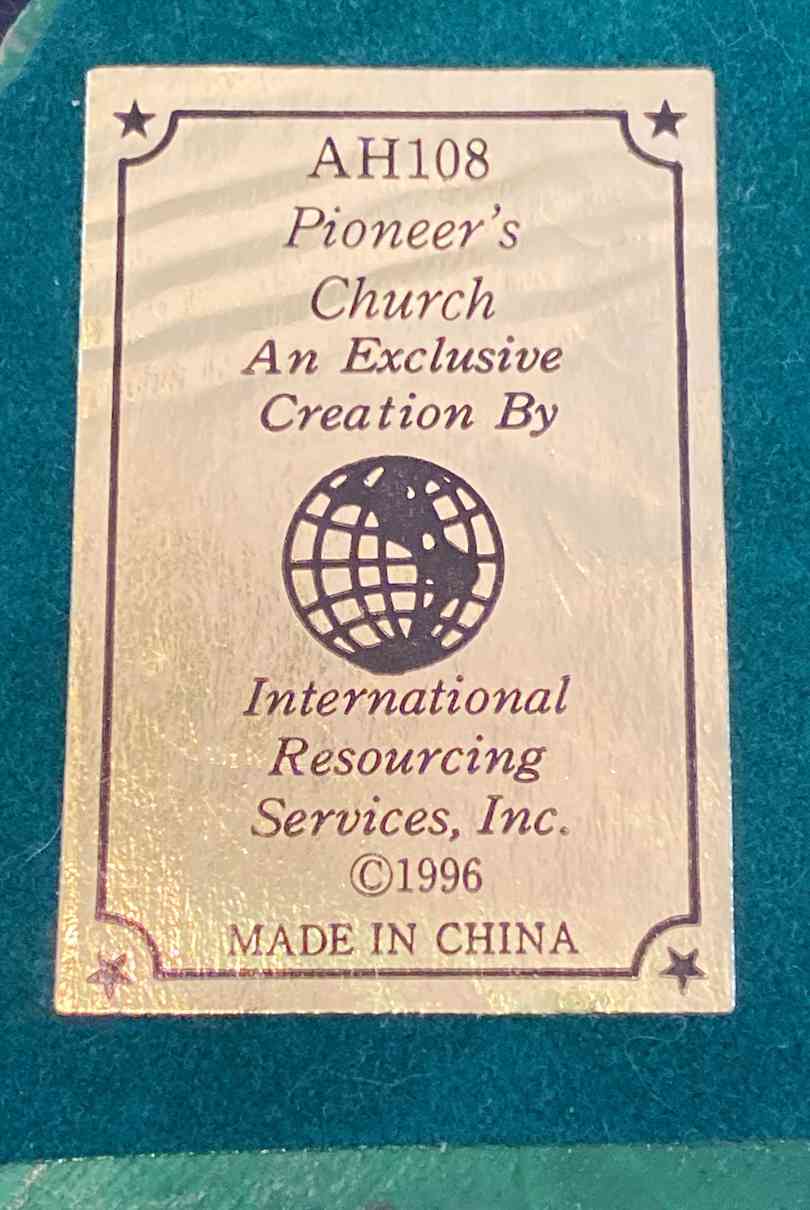 AH108
Pioneer's
Church
An Exclusive
Creation By
International
Resourcing
Services, Inc.
©1996
MADE IN CHINA